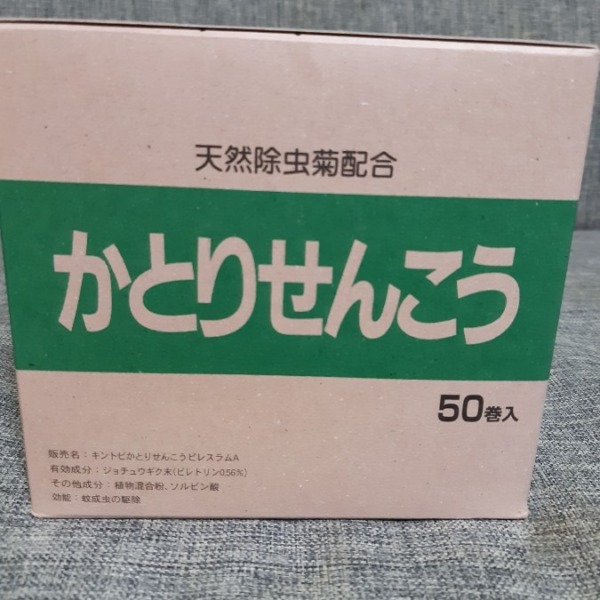 天然除虫菊配合
かとりせんこう
50巻入
販売名：キントビかとりせんこうピレスラムA
有効成分：ジョチュウギク末(ピレトリン0.56%)
その他成分：植物混合粉、ソルビン酸
効能：蚊成虫の駆除